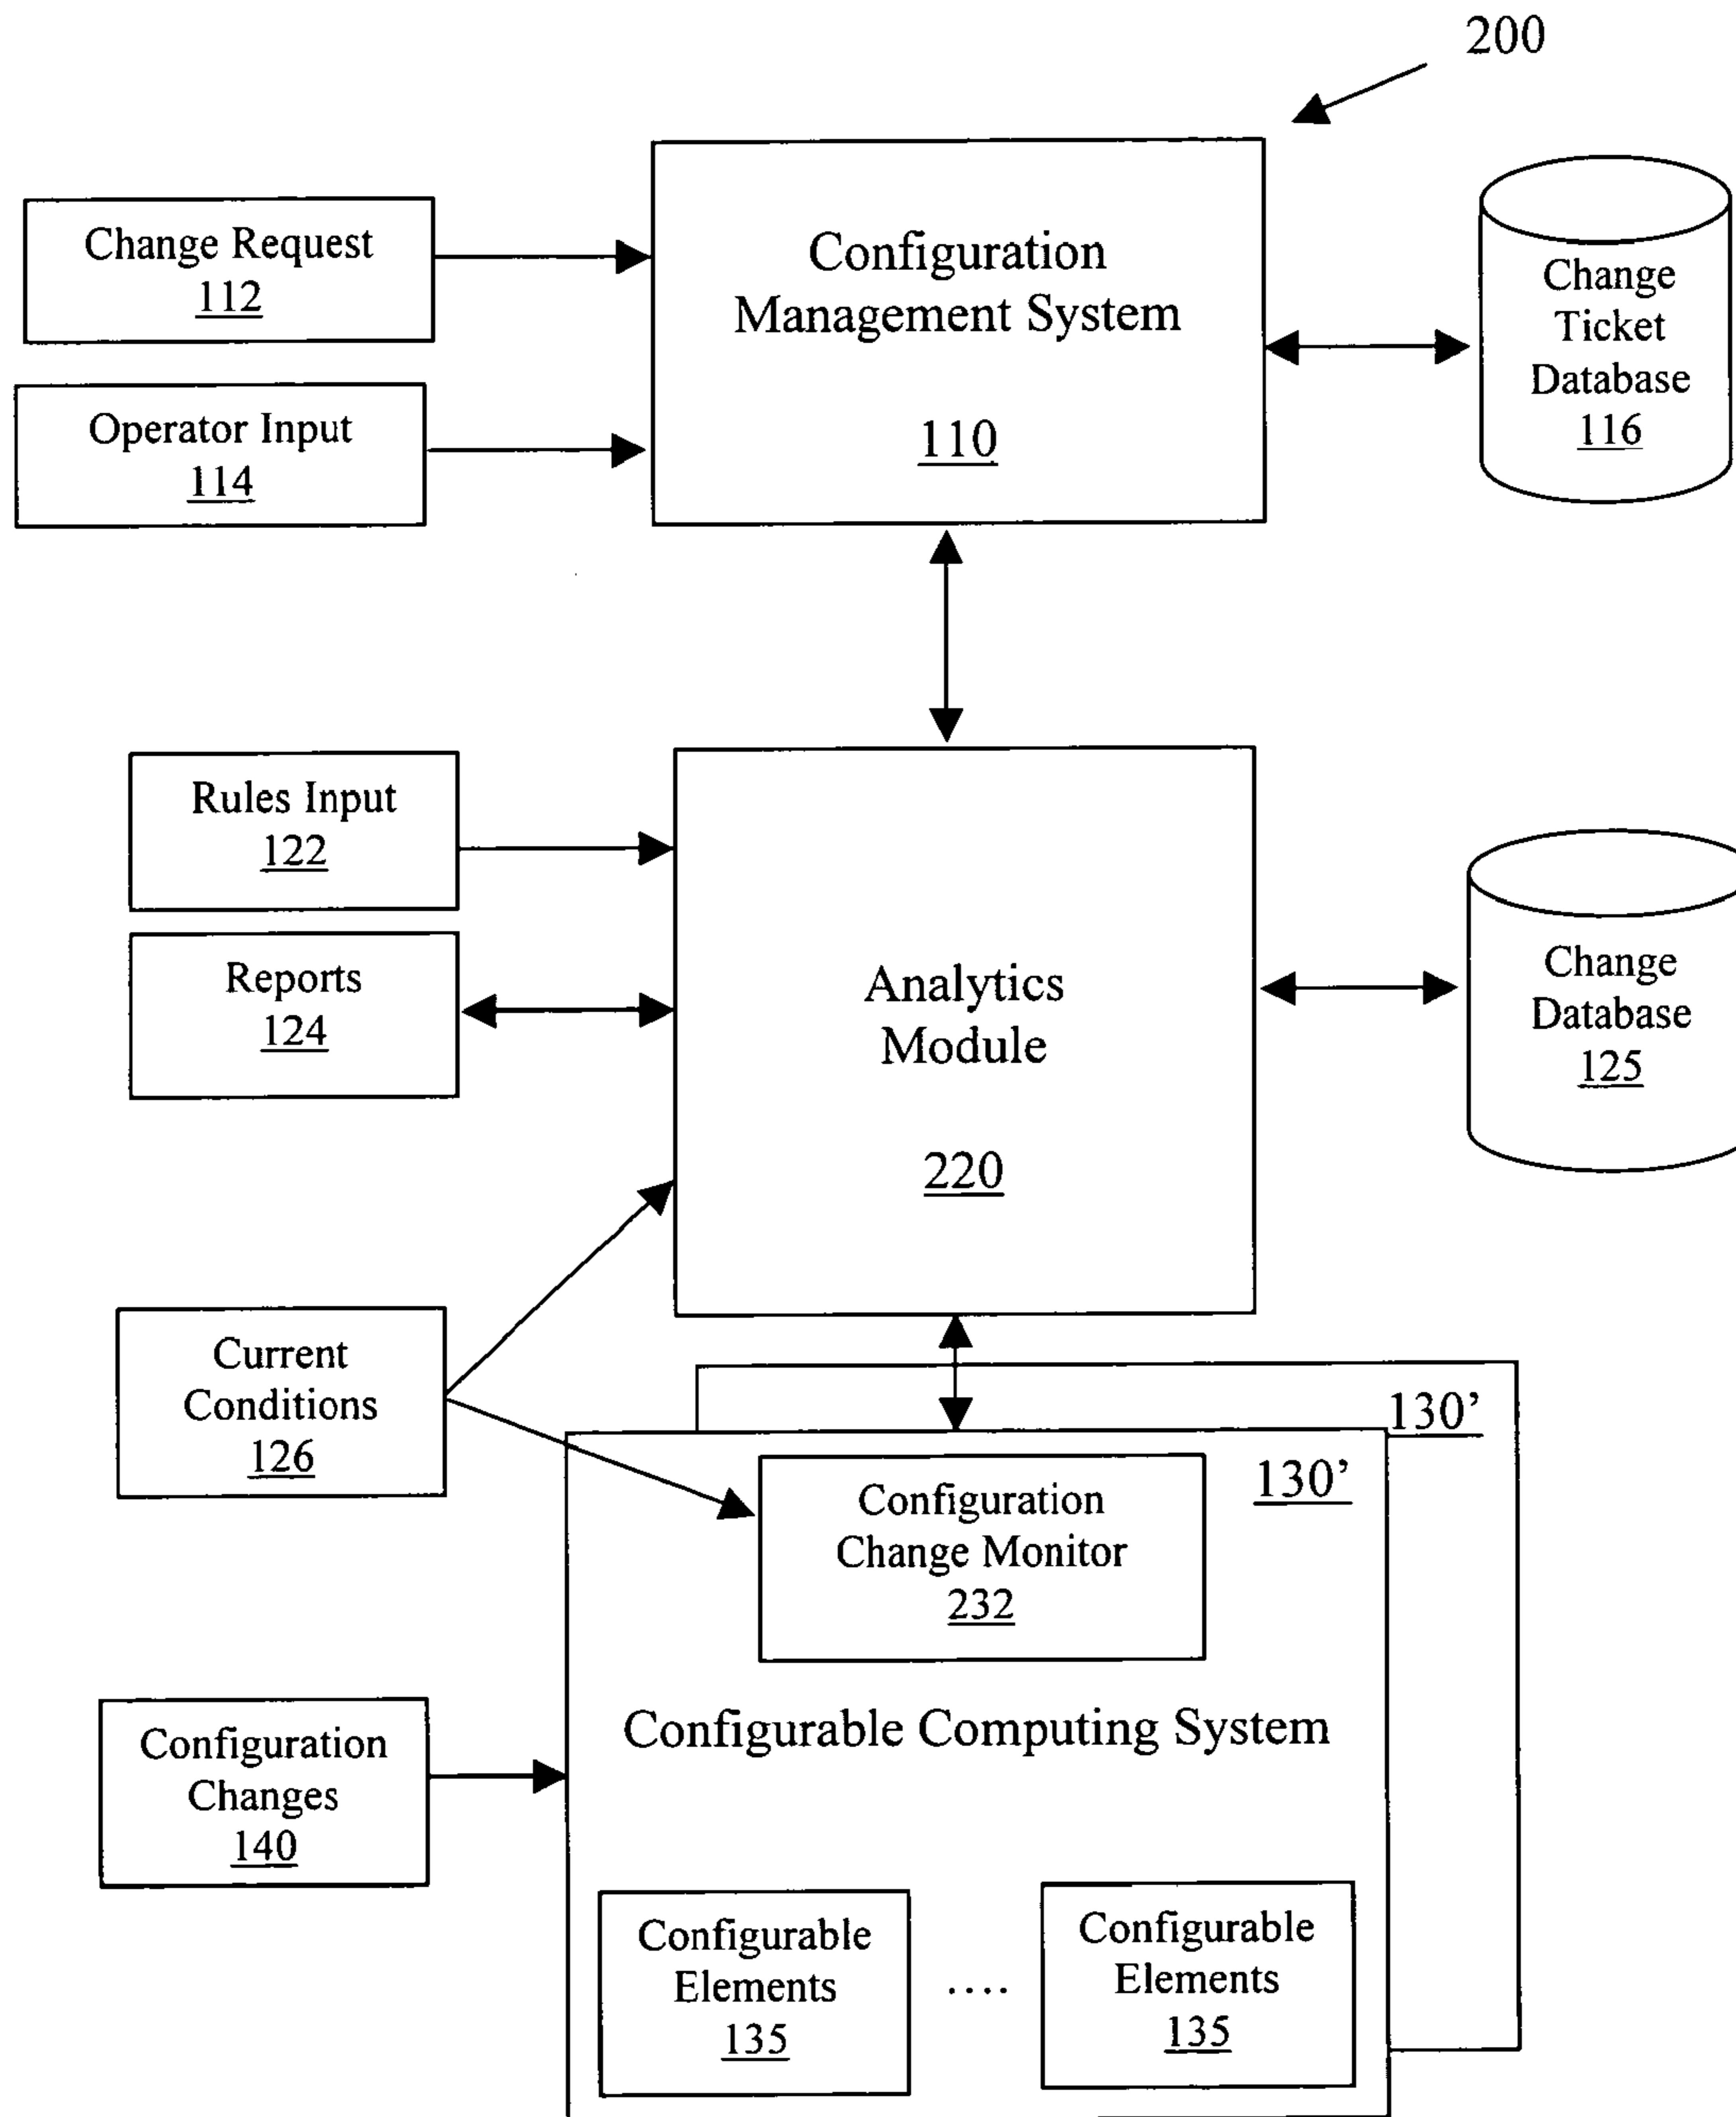 200
Change Request
112
Configuration
Management System
110
Change
Ticket
Database
116
Operator Input
114
Rules Input
122
Reports
124
Analytics
Module
220
Change
Database
125
Current
Conditions
126
130’
130’
Configuration
Change Monitor
232
Configuration
Changes
140
Configurable Computing System
Configurable
Elements
135
....
Configurable
Elements
135